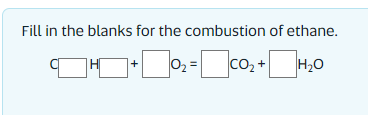 Fill in the blanks for the combustion of ethane.
C H + O₂ = CO₂ + H₂O